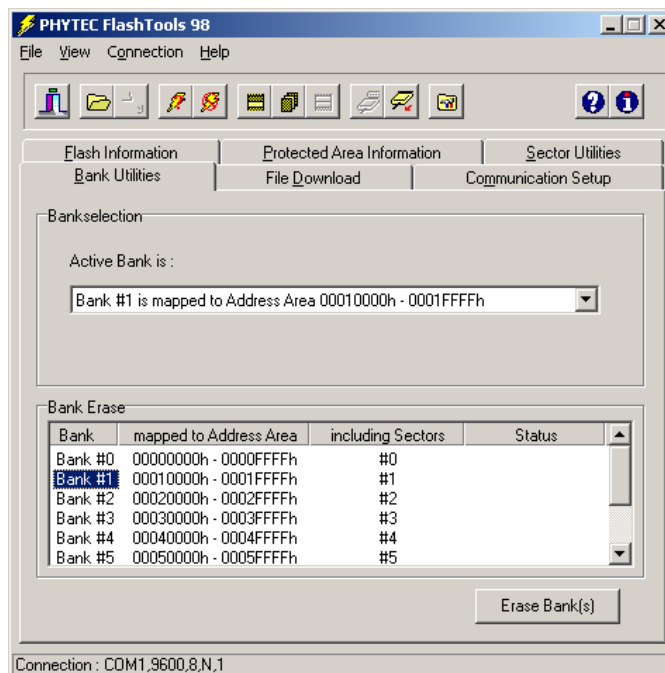 PHYTEC FlashTools 98
File View Connection Help
Flash Information Protected Area Information Sector Utilities
Bank Utilities File Download Communication Setup
Bankselection
Active Bank is :
Bank #1 is mapped to Address Area 00010000h - 0001FFFFh
Bank Erase
Bank mapped to Address Area including Sectors Status
Bank #0 00000000h - 0000FFFFh #0
Bank #1 00010000h - 0001FFFFh #1
Bank #2 00020000h - 0002FFFFh #2
Bank #3 00030000h - 0003FFFFh #3
Bank #4 00040000h - 0004FFFFh #4
Bank #5 00050000h - 0005FFFFh #5
Erase Bank(s)
Connection : COM1,9600,8,N,1